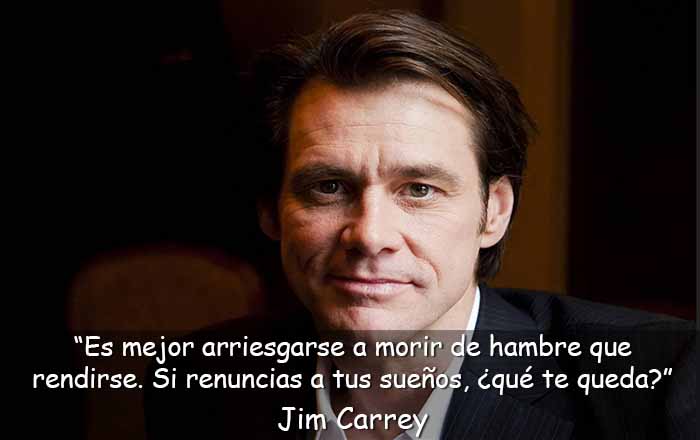 “Es mejor arriesgarse a morir de hambre que
rendirse. Si renuncias a tus sueños, ¿qué te queda?”
Jim Carrey